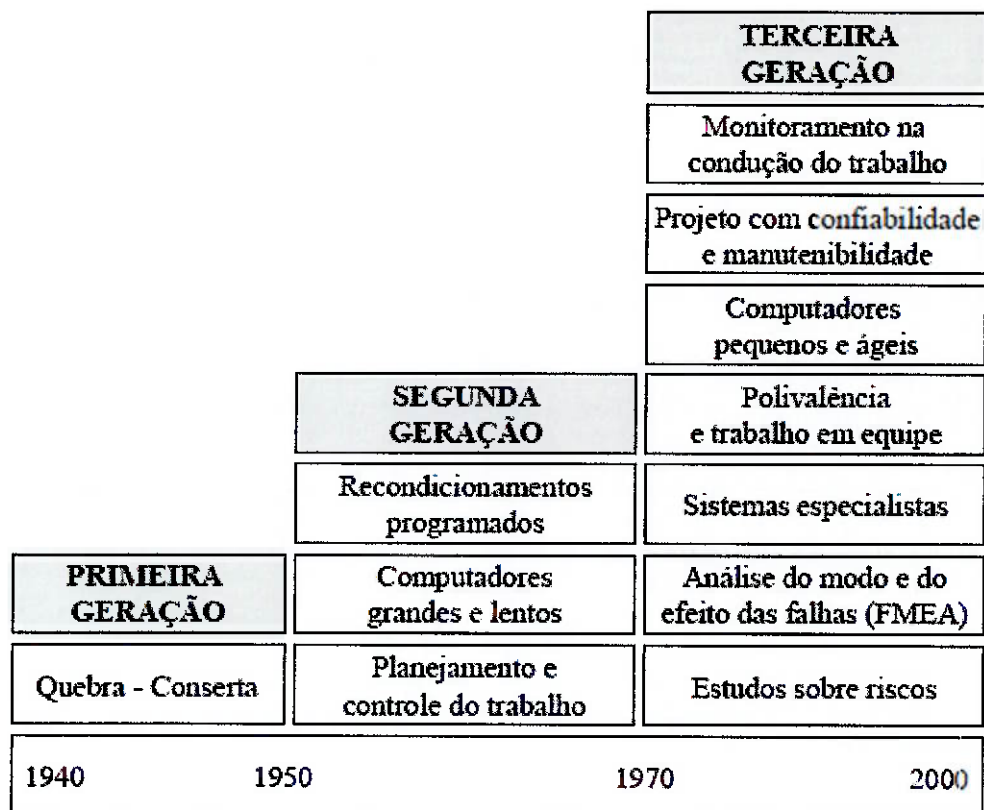 TERCEIRA
GERAÇÃO
Monitoramento na
condução do trabalho
Projeto com confiabilidade
e manutenibilidade
Computadores
pequenos e ágeis
SEGUNDA
GERAÇÃO
Polivalência
e trabalho em equipe
Recondicionamentos
programados
Sistemas especialistas
PRIMEIRA
GERAÇÃO
Computadores
grandes e lentos
Análise do modo e do
efeito das falhas (FMEA)
Quebra - Conserta
Planejamento e
controle do trabalho
Estudos sobre riscos
1940 1950 1970 2000